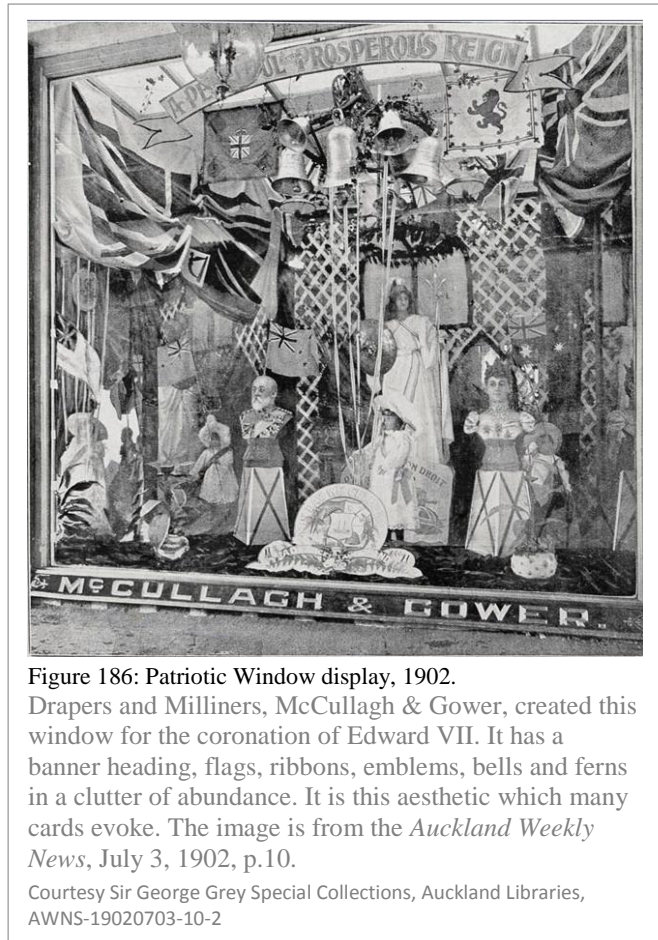 PROSPEROUS REIGN
ON DROIT
McCULLAGH & GOWER.
Figure 186: Patriotic Window display, 1902.
Drapers and Milliners, McCullagh & Gower, created this
window for the coronation of Edward VII. It has a
banner heading, flags, ribbons, emblems, bells and ferns
in a clutter of abundance. It is this aesthetic which many
cards evoke. The image is from the Auckland Weekly
News, July 3, 1902, p.10.
Courtesy Sir George Grey Special Collections, Auckland Libraries,
AWNS-19020703-10-2